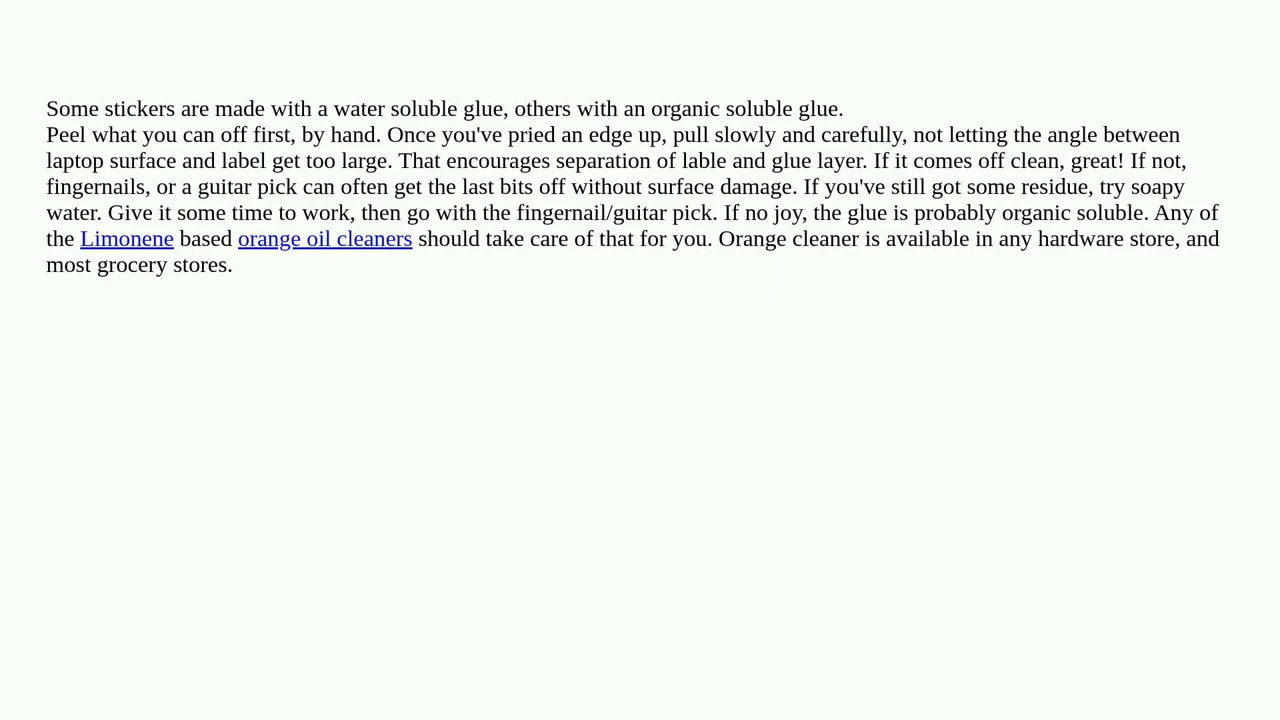 Some stickers are made with a water soluble glue, others with an organic soluble glue.
Peel what you can off first, by hand. Once you've pried an edge up, pull slowly and carefully, not letting the angle between
laptop surface and label get too large. That encourages separation of lable and glue layer. If it comes off clean, great! If not,
fingernails, or a guitar pick can often get the last bits off without surface damage. If you've still got some residue, try soapy
water. Give it some time to work, then go with the fingernail/guitar pick. If no joy, the glue is probably organic soluble. Any of
the Limonene based orange oil cleaners should take care of that for you. Orange cleaner is available in any hardware store, and
most grocery stores.